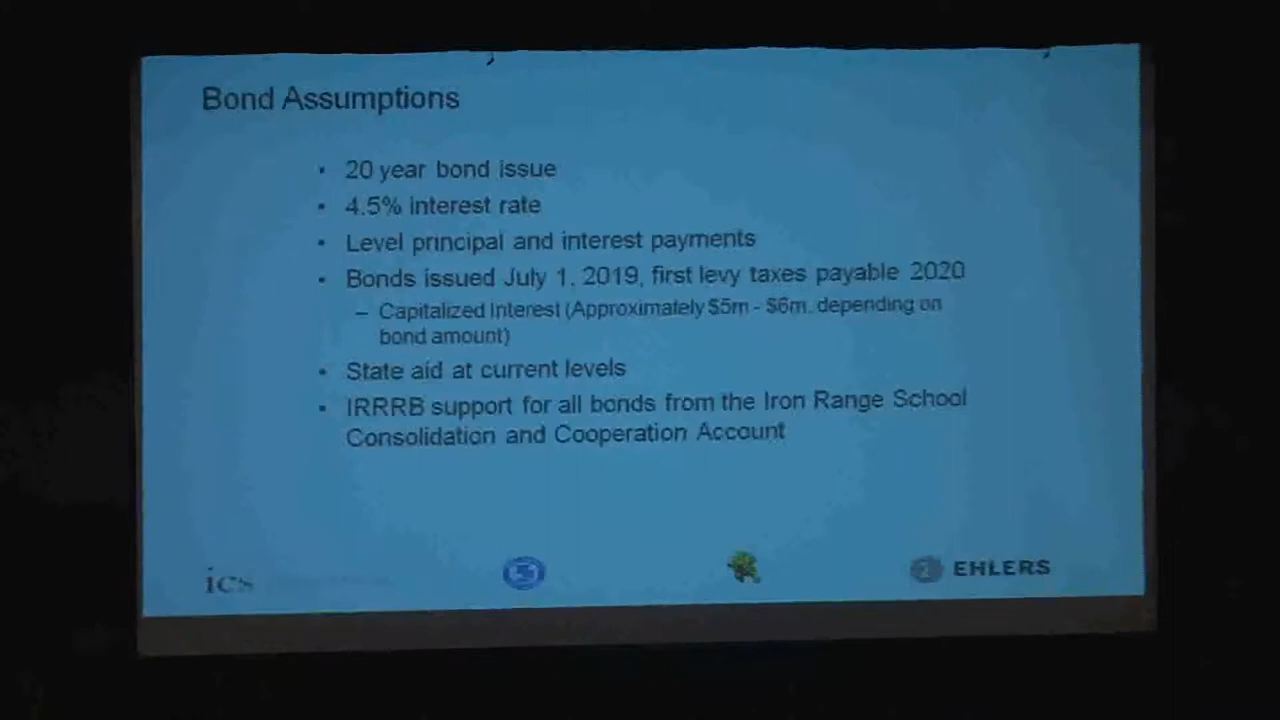 Bond Assumptions
• 20 year bond issue
• 4.5% interest rate
• Level principal and interest payments
• Bonds issued July 1, 2019, first levy taxes payable 2020
– Capitalized Interest (Approximately $5m - $6m, depending on
bond amount)
• State aid at current levels
• IRRRB support for all bonds from the Iron Range School
Consolidation and Cooperation Account
ics
EHLERS